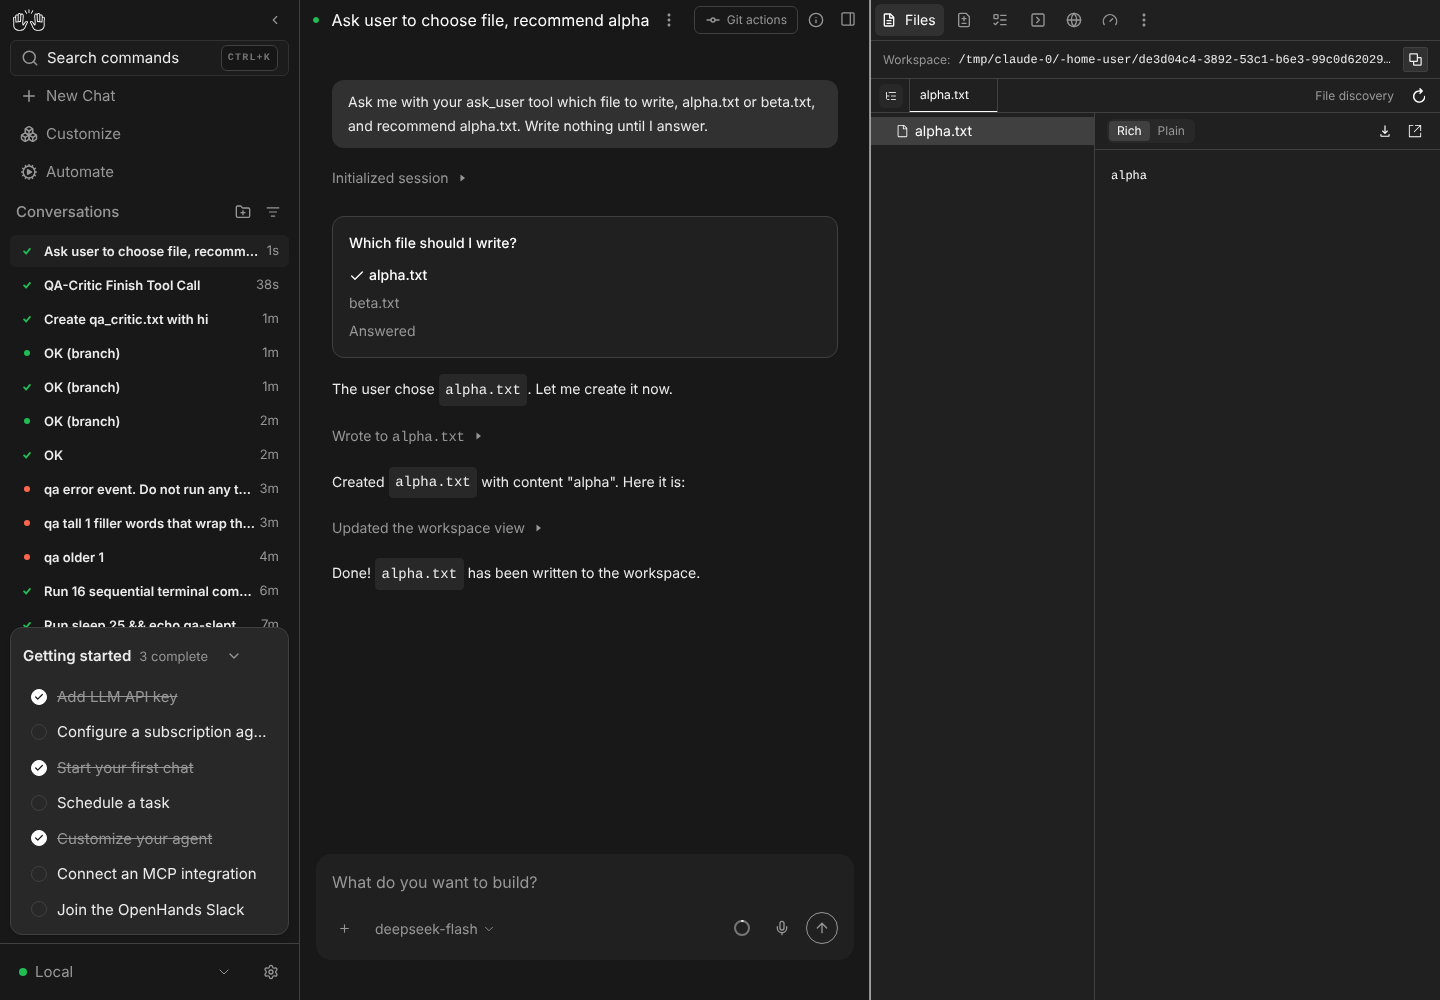 Search commands
CTRL+K
New Chat
Customize
Automate
Conversations
Ask user to choose file, recomm... 1s
QA-Critic Finish Tool Call 38s
Create qa_critic.txt with hi 1m
OK (branch) 1m
OK (branch) 1m
OK (branch) 2m
OK 2m
qa error event. Do not run any t... 3m
qa tall 1 filler words that wrap th... 3m
qa older 1 4m
Run 16 sequential terminal com... 6m
Run sleep 25 && echo qa-slept 7m
Getting started 3 complete
Add LLM API key
Configure a subscription ag...
Start your first chat
Schedule a task
Customize your agent
Connect an MCP integration
Join the OpenHands Slack
Local
Ask user to choose file, recommend alpha
Git actions
Ask me with your ask_user tool which file to write, alpha.txt or beta.txt,
and recommend alpha.txt. Write nothing until I answer.
Initialized session
Which file should I write?
alpha.txt
beta.txt
Answered
The user chose alpha.txt. Let me create it now.
Wrote to alpha.txt
Created alpha.txt with content "alpha". Here it is:
Updated the workspace view
Done! alpha.txt has been written to the workspace.
What do you want to build?
deepseek-flash
Files
Workspace: /tmp/claude-0/-home-user/de3d04c4-3892-53c1-b6e3-99c0d62029…
alpha.txt
File discovery
alpha.txt
Rich Plain
alpha